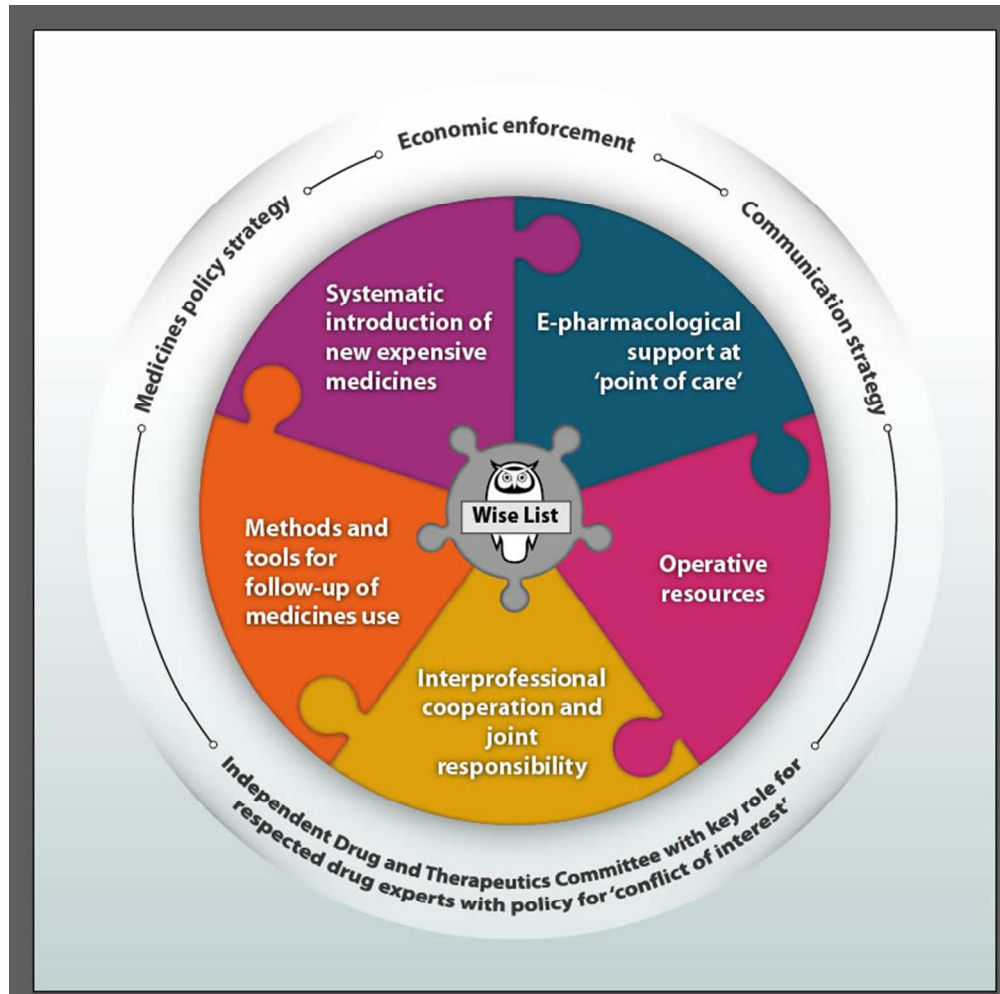 Economic enforcement
Medicines policy strategy
Communication strategy
Systematic
introduction of
new expensive
medicines
E-pharmacological
support at
‘point of care’
Wise List
Methods and
tools for
follow-up of
medicines use
Operative
resources
Interprofessional
cooperation and
joint
responsibility
Independent Drug and Therapeutics Committee with key role for
respected drug experts with policy for ‘conflict of interest’